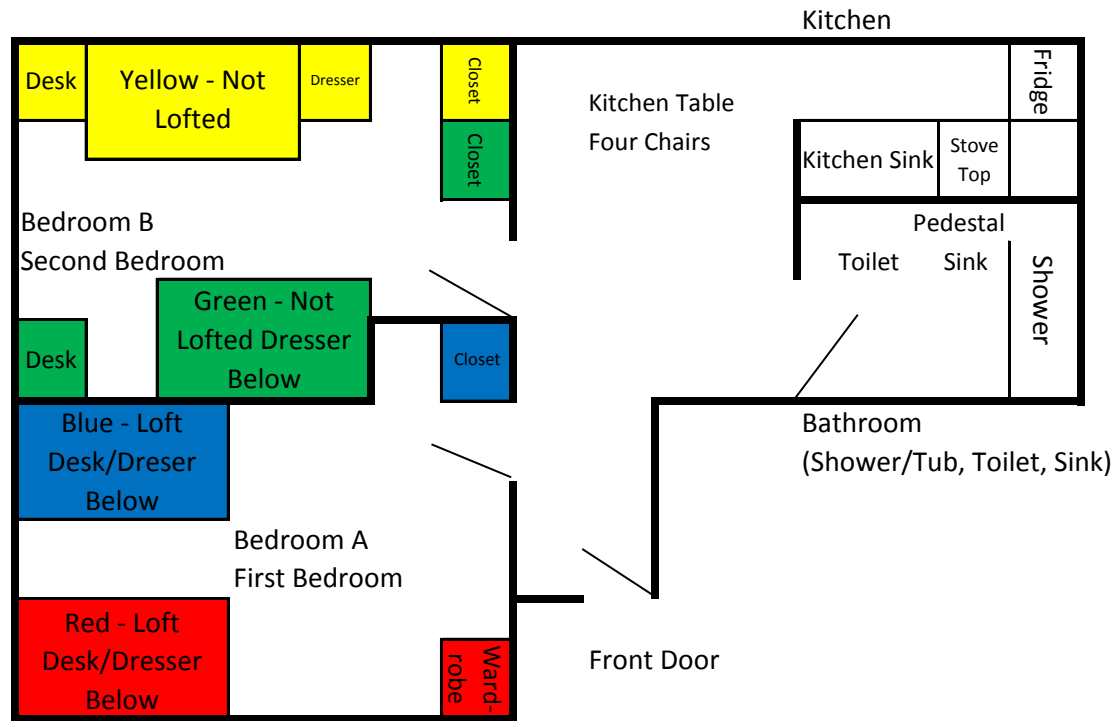 Kitchen
Desk
Yellow - Not
Lofted
Dresser
Closet
Closet
Kitchen Table
Four Chairs
Fridge
Kitchen Sink
Stove
Top
Bedroom B
Second Bedroom
Pedestal
Toilet
Sink
Shower
Green - Not
Lofted Dresser
Below
Desk
Closet
Blue - Loft
Desk/Dreser
Below
Bathroom
(Shower/Tub, Toilet, Sink)
Bedroom A
First Bedroom
Red - Loft
Desk/Dresser
Below
Ward-
robe
Front Door